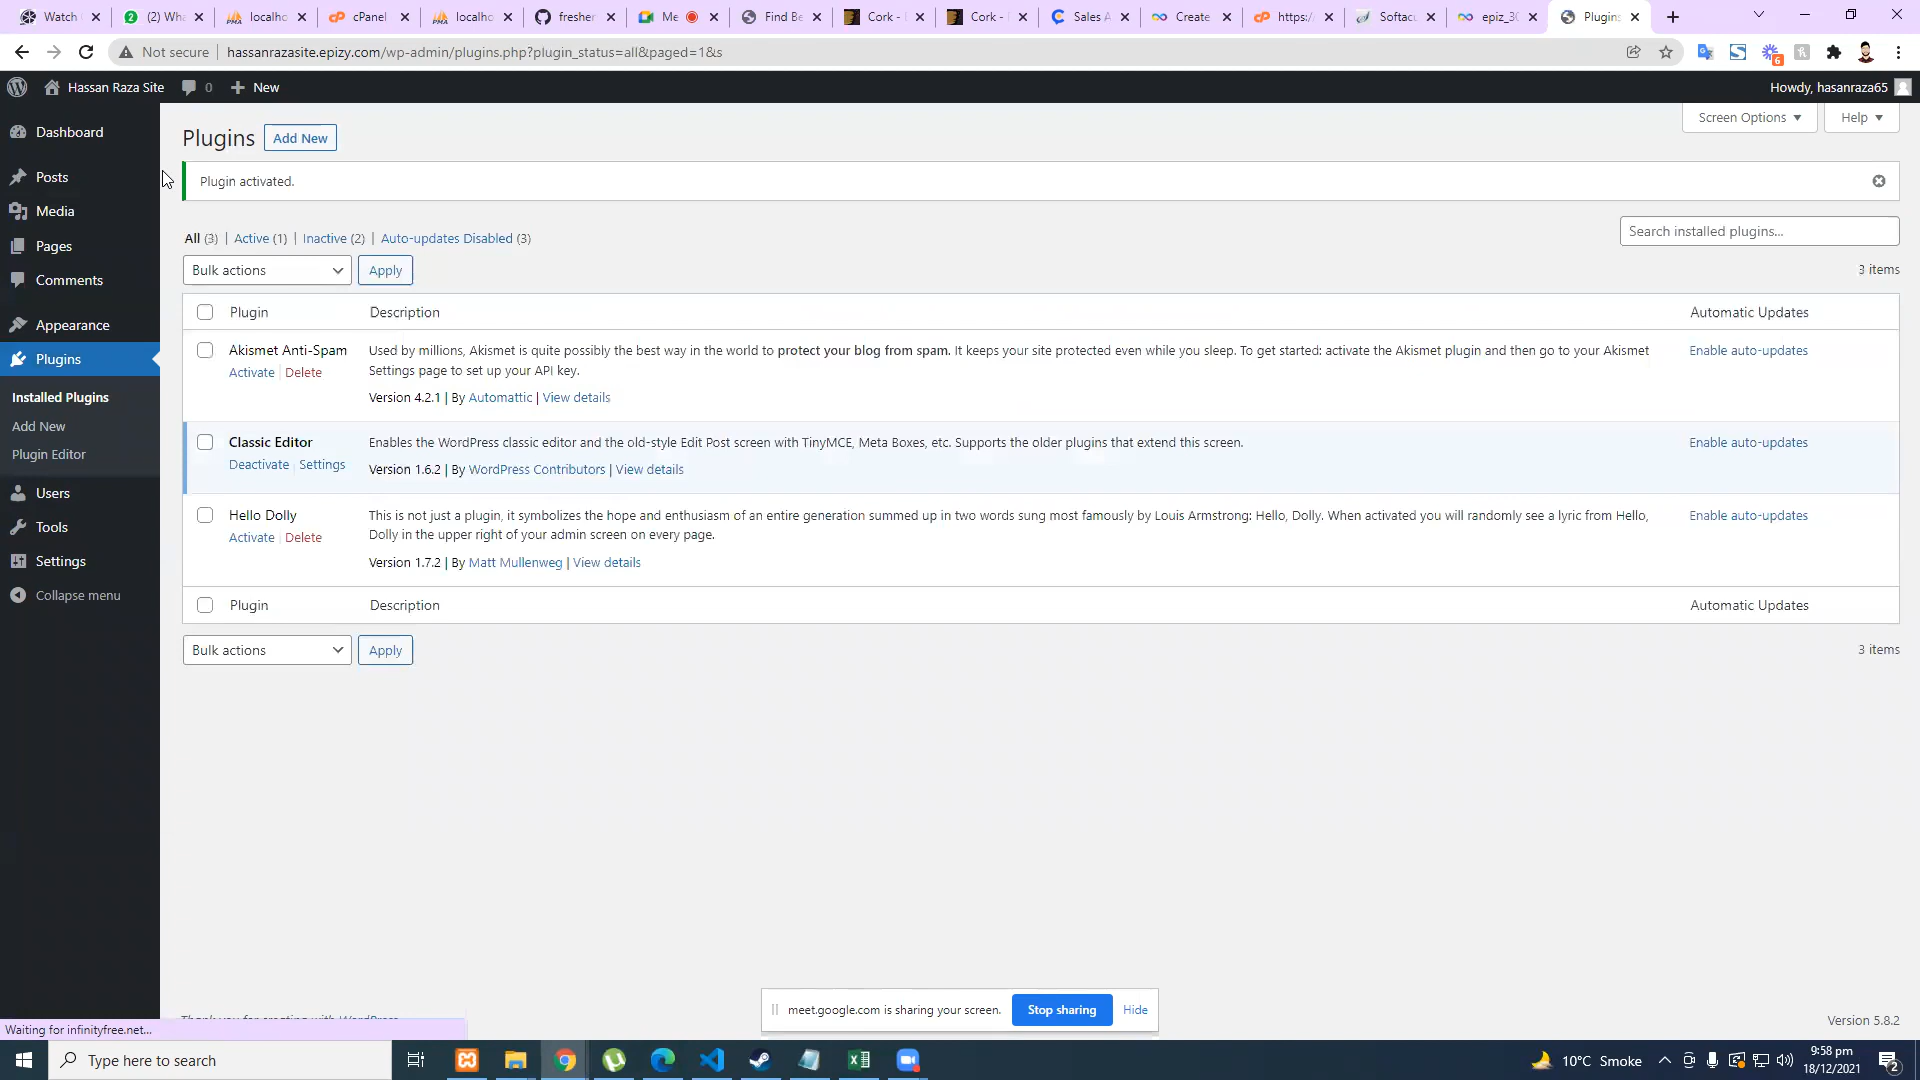 Watch
(2) Wha
localho
cPanel
localho
fresher
Me
Find Be
Cork -
Cork -
Sales A
Create
https:/
Softacu
epiz_30
Plugins
Not secure
hassanrazasite.epizy.com/wp-admin/plugins.php?plugin_status=all&paged=1&s
6
Hassan Raza Site
0
New
Howdy, hasanraza65
Dashboard
Posts
Media
Pages
Comments
Appearance
Plugins
Installed Plugins
Add New
Plugin Editor
Users
Tools
Settings
Collapse menu
Plugins Add New
Screen Options
Help
Plugin activated.
All (3) | Active (1) | Inactive (2) | Auto-updates Disabled (3)
Search installed plugins...
Bulk actions
Apply
3 items
Plugin
Description
Automatic Updates
Akismet Anti-Spam
Activate | Delete
Used by millions, Akismet is quite possibly the best way in the world to protect your blog from spam. It keeps your site protected even while you sleep. To get started: activate the Akismet plugin and then go to your Akismet
Settings page to set up your API key.
Version 4.2.1 | By Automattic | View details
Enable auto-updates
Classic Editor
Deactivate | Settings
Enables the WordPress classic editor and the old-style Edit Post screen with TinyMCE, Meta Boxes, etc. Supports the older plugins that extend this screen.
Version 1.6.2 | By WordPress Contributors | View details
Enable auto-updates
Hello Dolly
Activate | Delete
This is not just a plugin, it symbolizes the hope and enthusiasm of an entire generation summed up in two words sung most famously by Louis Armstrong: Hello, Dolly. When activated you will randomly see a lyric from Hello,
Dolly in the upper right of your admin screen on every page.
Version 1.7.2 | By Matt Mullenweg | View details
Enable auto-updates
Plugin
Description
Automatic Updates
Bulk actions
Apply
3 items
meet.google.com is sharing your screen.
Stop sharing
Hide
Thank you for creating with WordPress.
Version 5.8.2
Waiting for infinityfree.net...
Type here to search
10°C Smoke
9:58 pm
18/12/2021
2